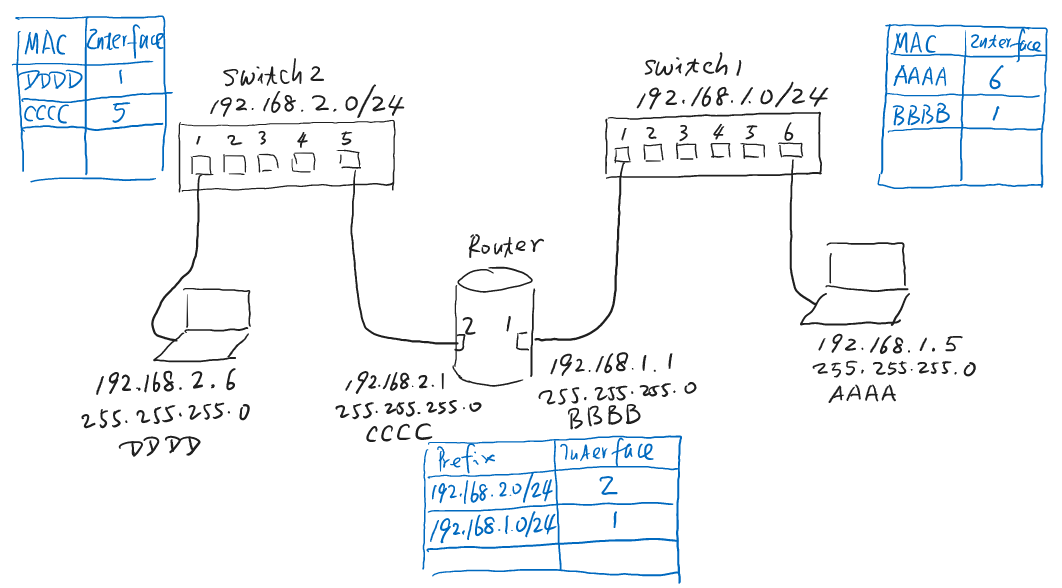 MAC Interface
DDDD 1
CCCC 5
Switch 2
192.168.2.0/24
1 2 3 4 5
Switch 1
192.168.1.0/24
1 2 3 4 5 6
MAC Interface
AAAA 6
BBBB 1
Router
2 1
192.168.2.6
255.255.255.0
DDDD
192.168.2.1
255.255.255.0
CCCC
192.168.1.1
255.255.255.0
BBBB
192.168.1.5
255.255.255.0
AAAA
Prefix Interface
192.168.2.0/24 2
192.168.1.0/24 1